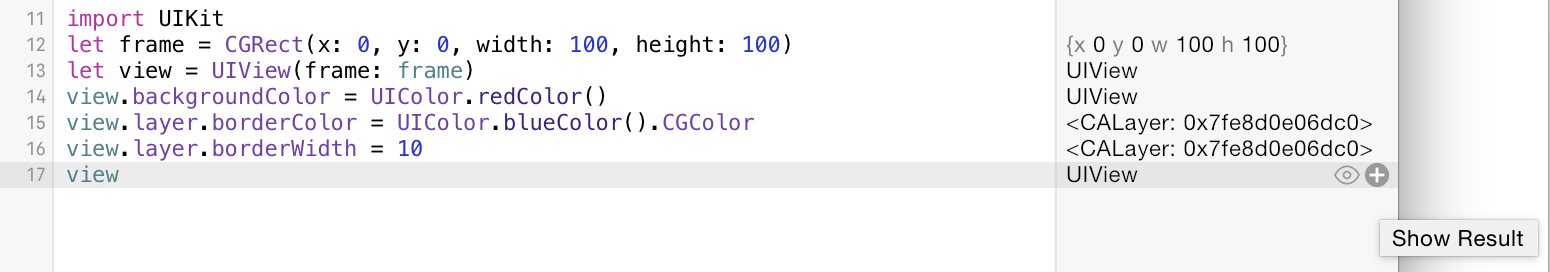 11 import UIKit
12 let frame = CGRect(x: 0, y: 0, width: 100, height: 100) {x 0 y 0 w 100 h 100}
13 let view = UIView(frame: frame) UIView
14 view.backgroundColor = UIColor.redColor() UIView
15 view.layer.borderColor = UIColor.blueColor().CGColor <CALayer: 0x7fe8d0e06dc0>
16 view.layer.borderWidth = 10 <CALayer: 0x7fe8d0e06dc0>
17 view UIView
Show Result